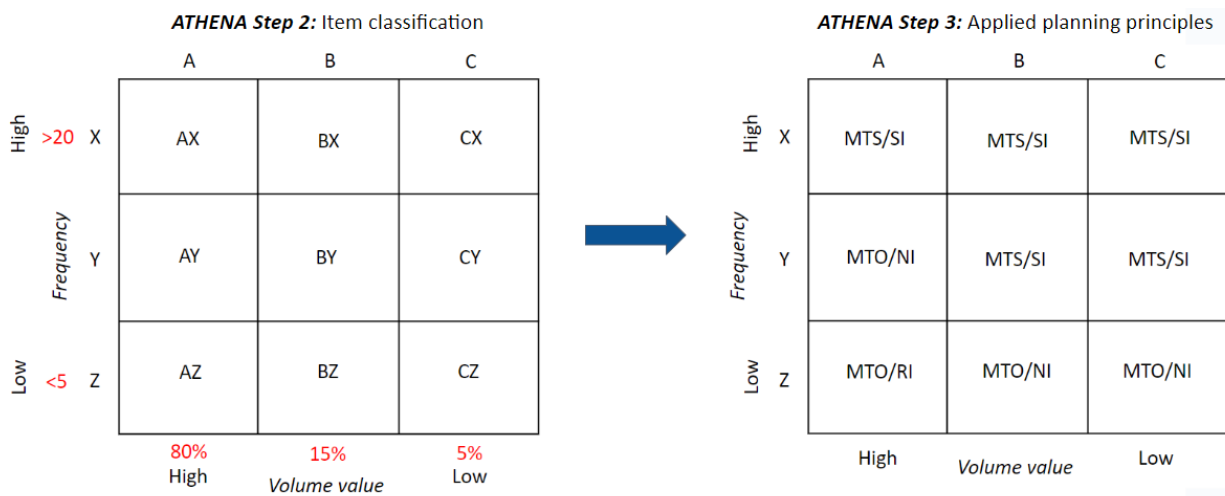 ATHENA Step 2: Item classification
A B C
High >20 X AX BX CX
Frequency Y AY BY CY
Low <5 Z AZ BZ CZ
80% 15% 5%
High Volume value Low
ATHENA Step 3: Applied planning principles
A B C
High X MTS/SI MTS/SI MTS/SI
Frequency Y MTO/NI MTS/SI MTS/SI
Low Z MTO/RI MTO/NI MTO/NI
High Volume value Low